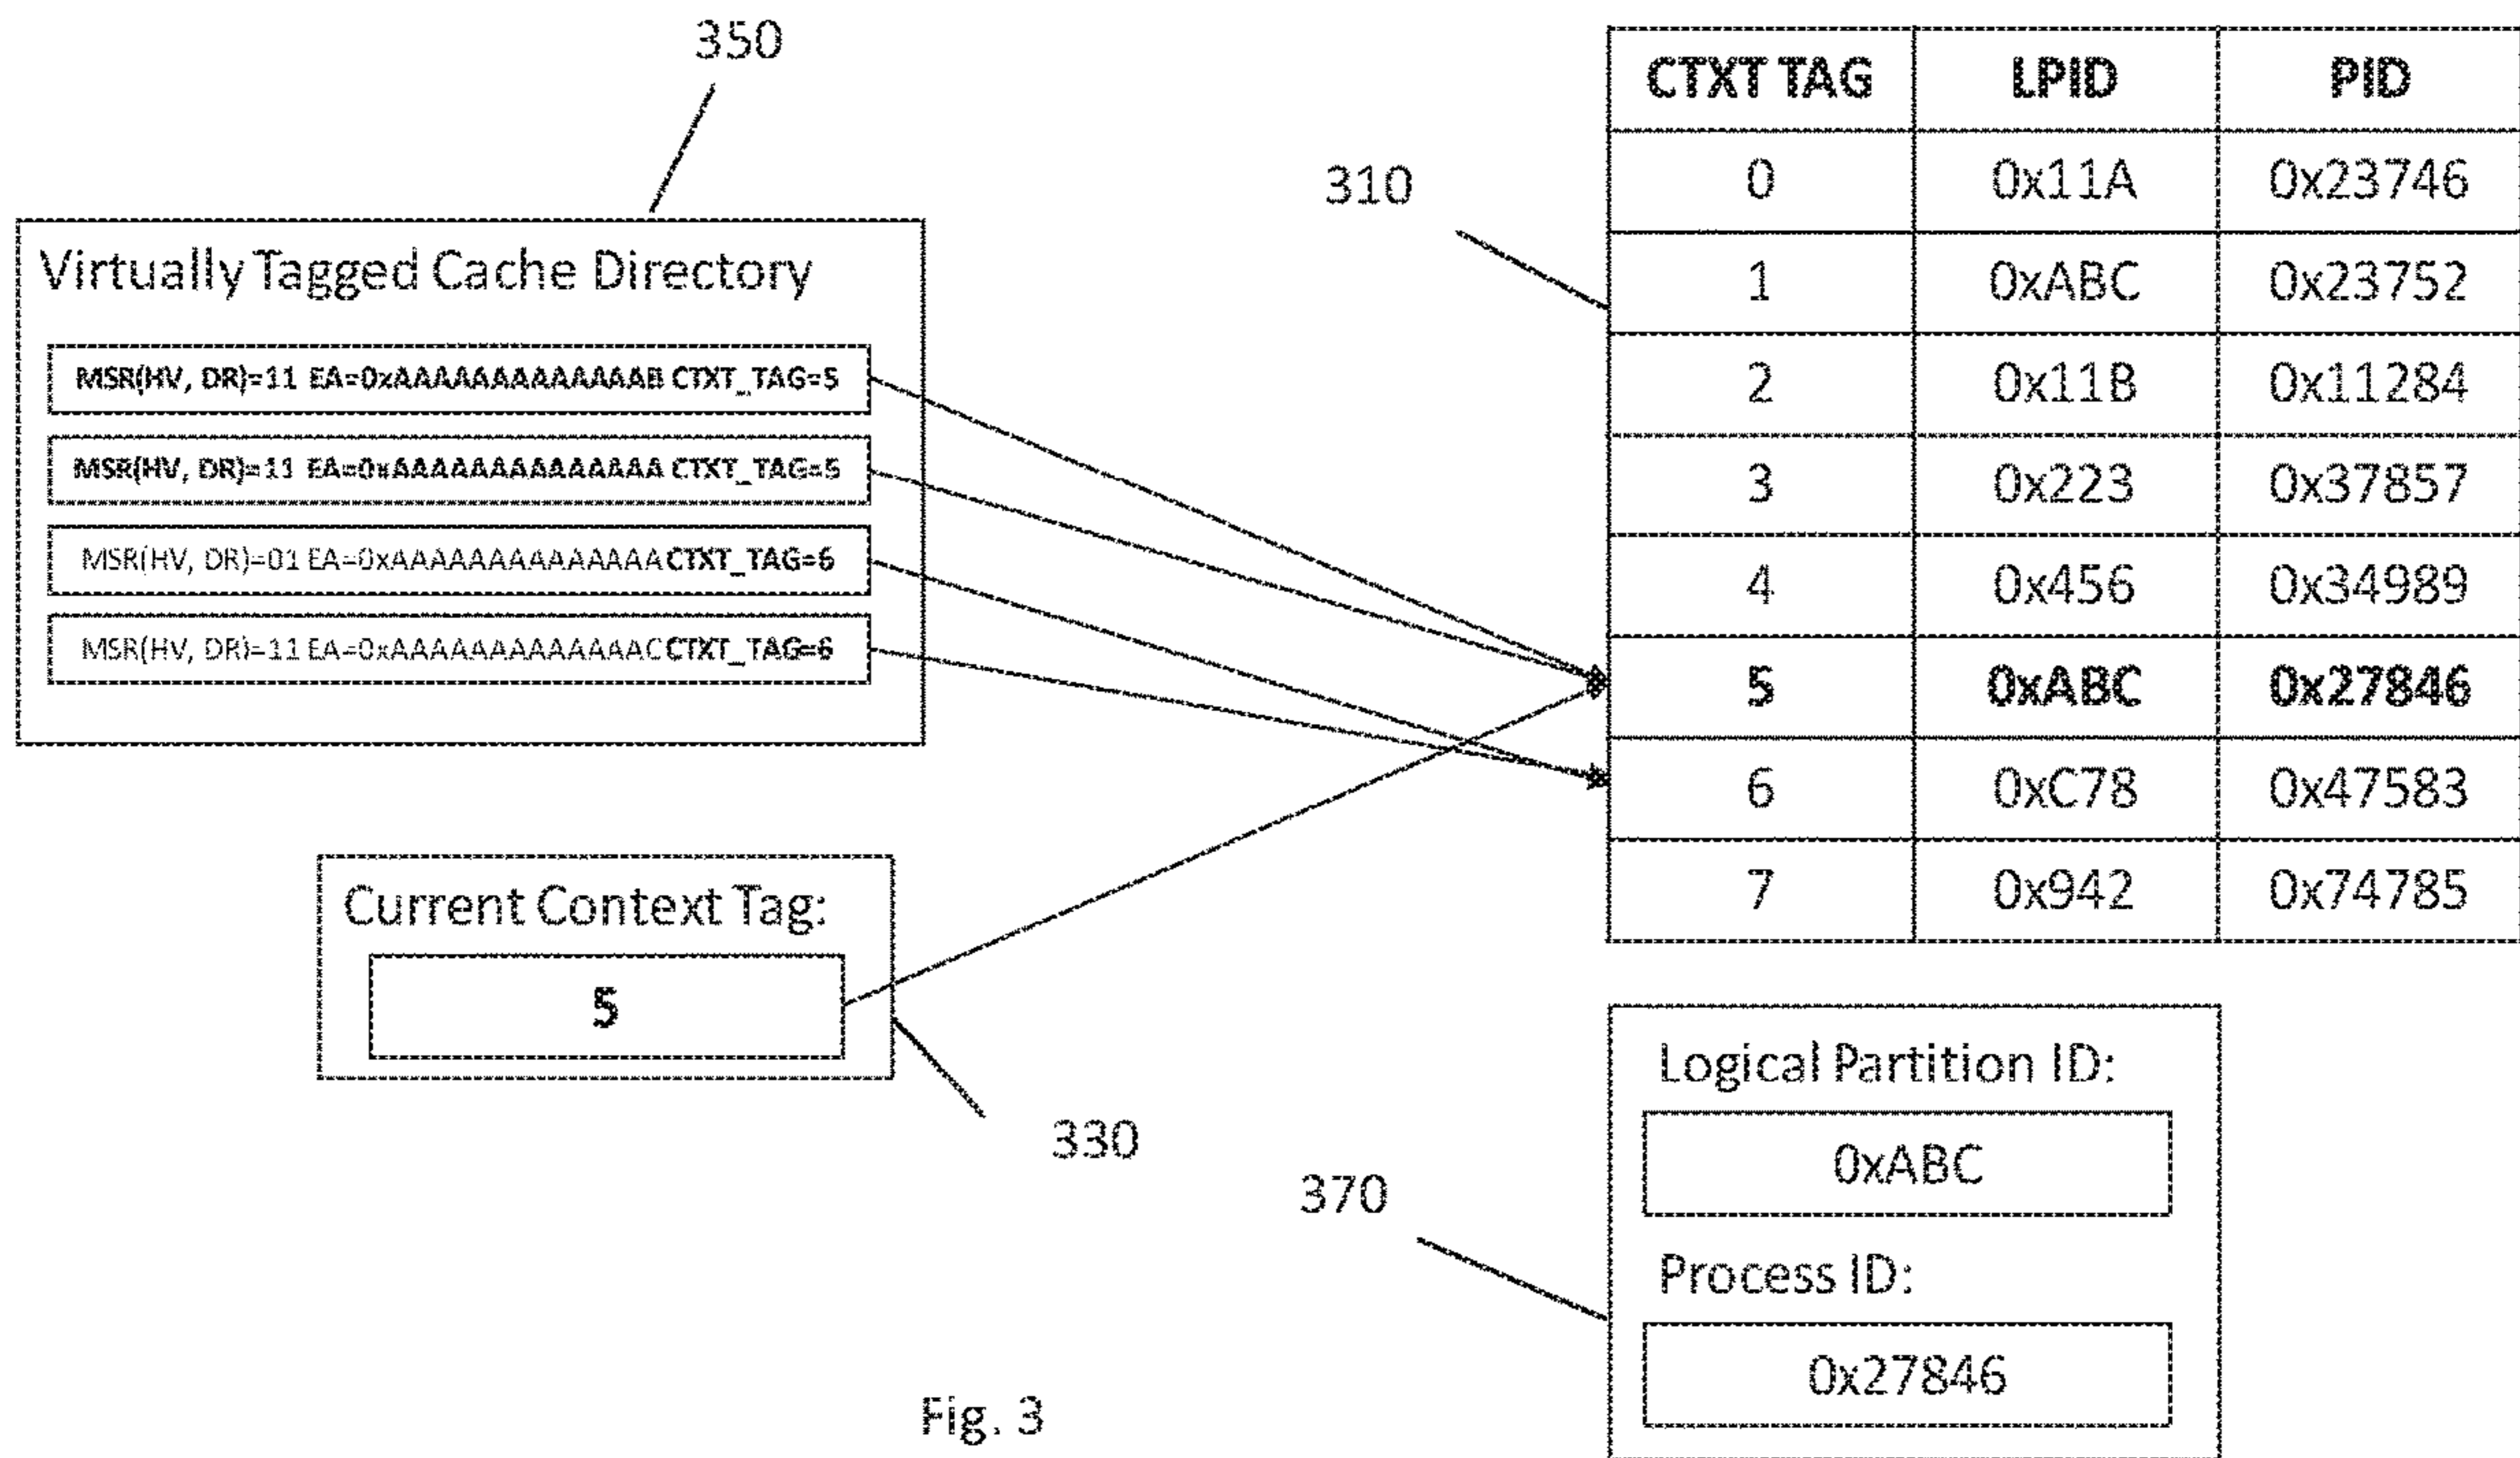 350
Virtually Tagged Cache Directory
MSR(HV, DR)=11 EA=0xAAAAAAAAAAAAAB CTXT_TAG=5
MSR(HV, DR)=11 EA=0xAAAAAAAAAAAAAA CTXT_TAG=5
MSR(HV, DR)=01 EA=0xAAAAAAAAAAAAAAA CTXT_TAG=6
MSR(HV, DR)=11 EA=0xAAAAAAAAAAAAAAC CTXT_TAG=6
Current Context Tag:
5
330
310
CTXT TAG LPID PID
0 0x11A 0x23746
1 0xABC 0x23752
2 0x11B 0x11284
3 0x223 0x37857
4 0x456 0x34989
5 0xABC 0x27846
6 0xC78 0x47583
7 0x942 0x74785
370
Logical Partition ID:
0xABC
Process ID:
0x27846
Fig. 3